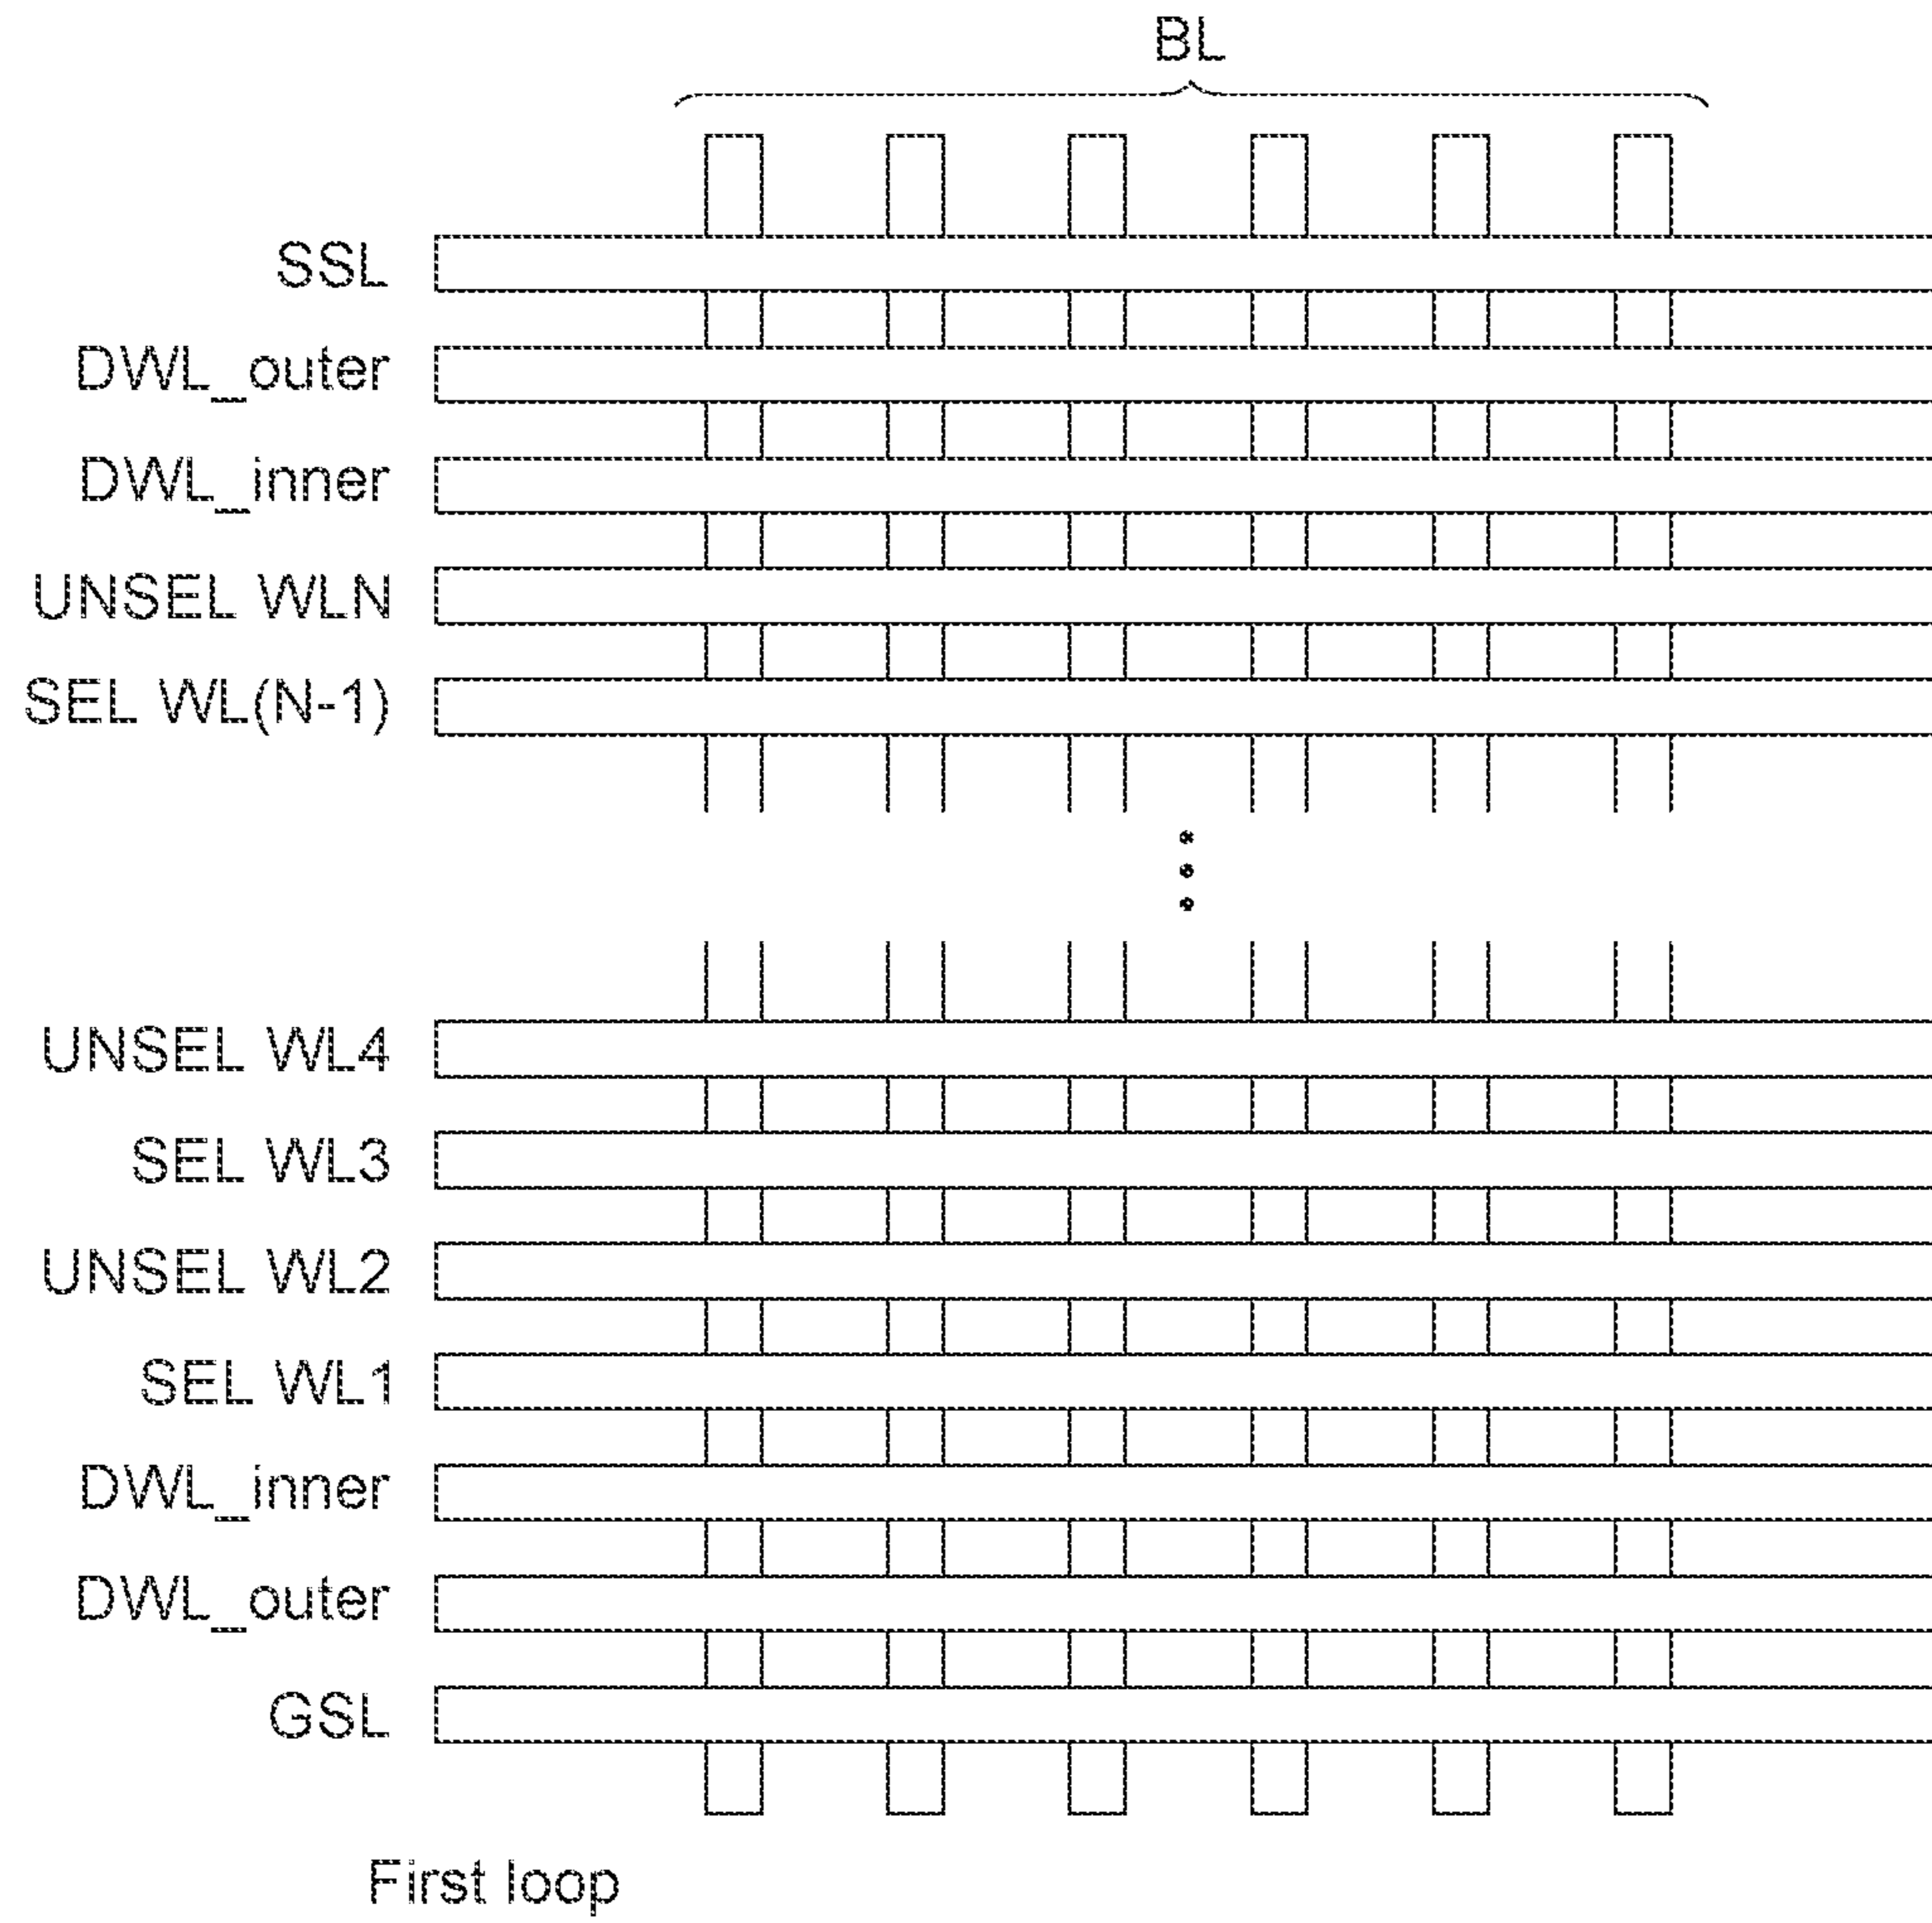 BL
SSL
DWL_outer
DWL_inner
UNSEL WLN
SEL WL(N-1)
UNSEL WL4
SEL WL3
UNSEL WL2
SEL WL1
DWL_inner
DWL_outer
GSL
First loop